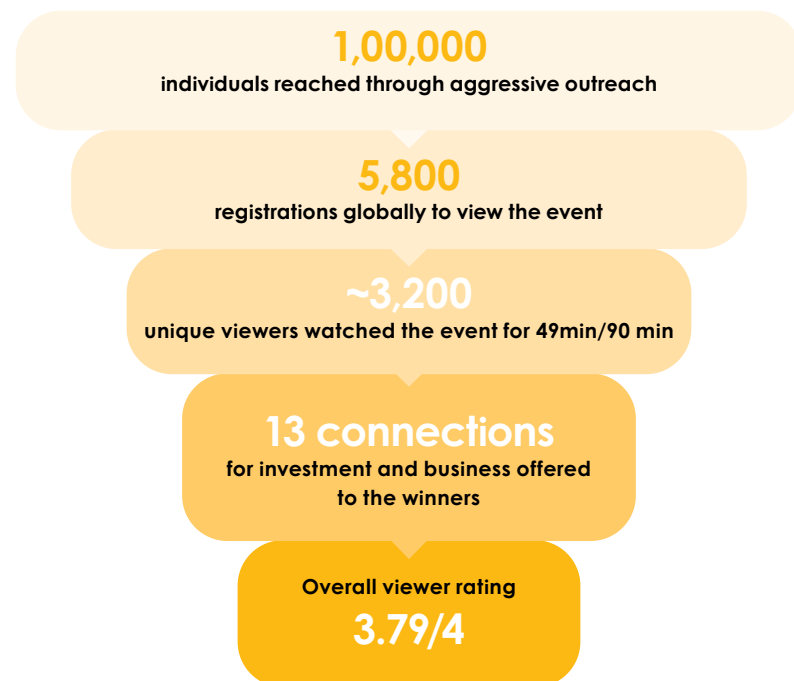 1,00,000
individuals reached through aggressive outreach
5,800
registrations globally to view the event
~3,200
unique viewers watched the event for 49min/90 min
13 connections
for investment and business offered
to the winners
Overall viewer rating
3.79/4